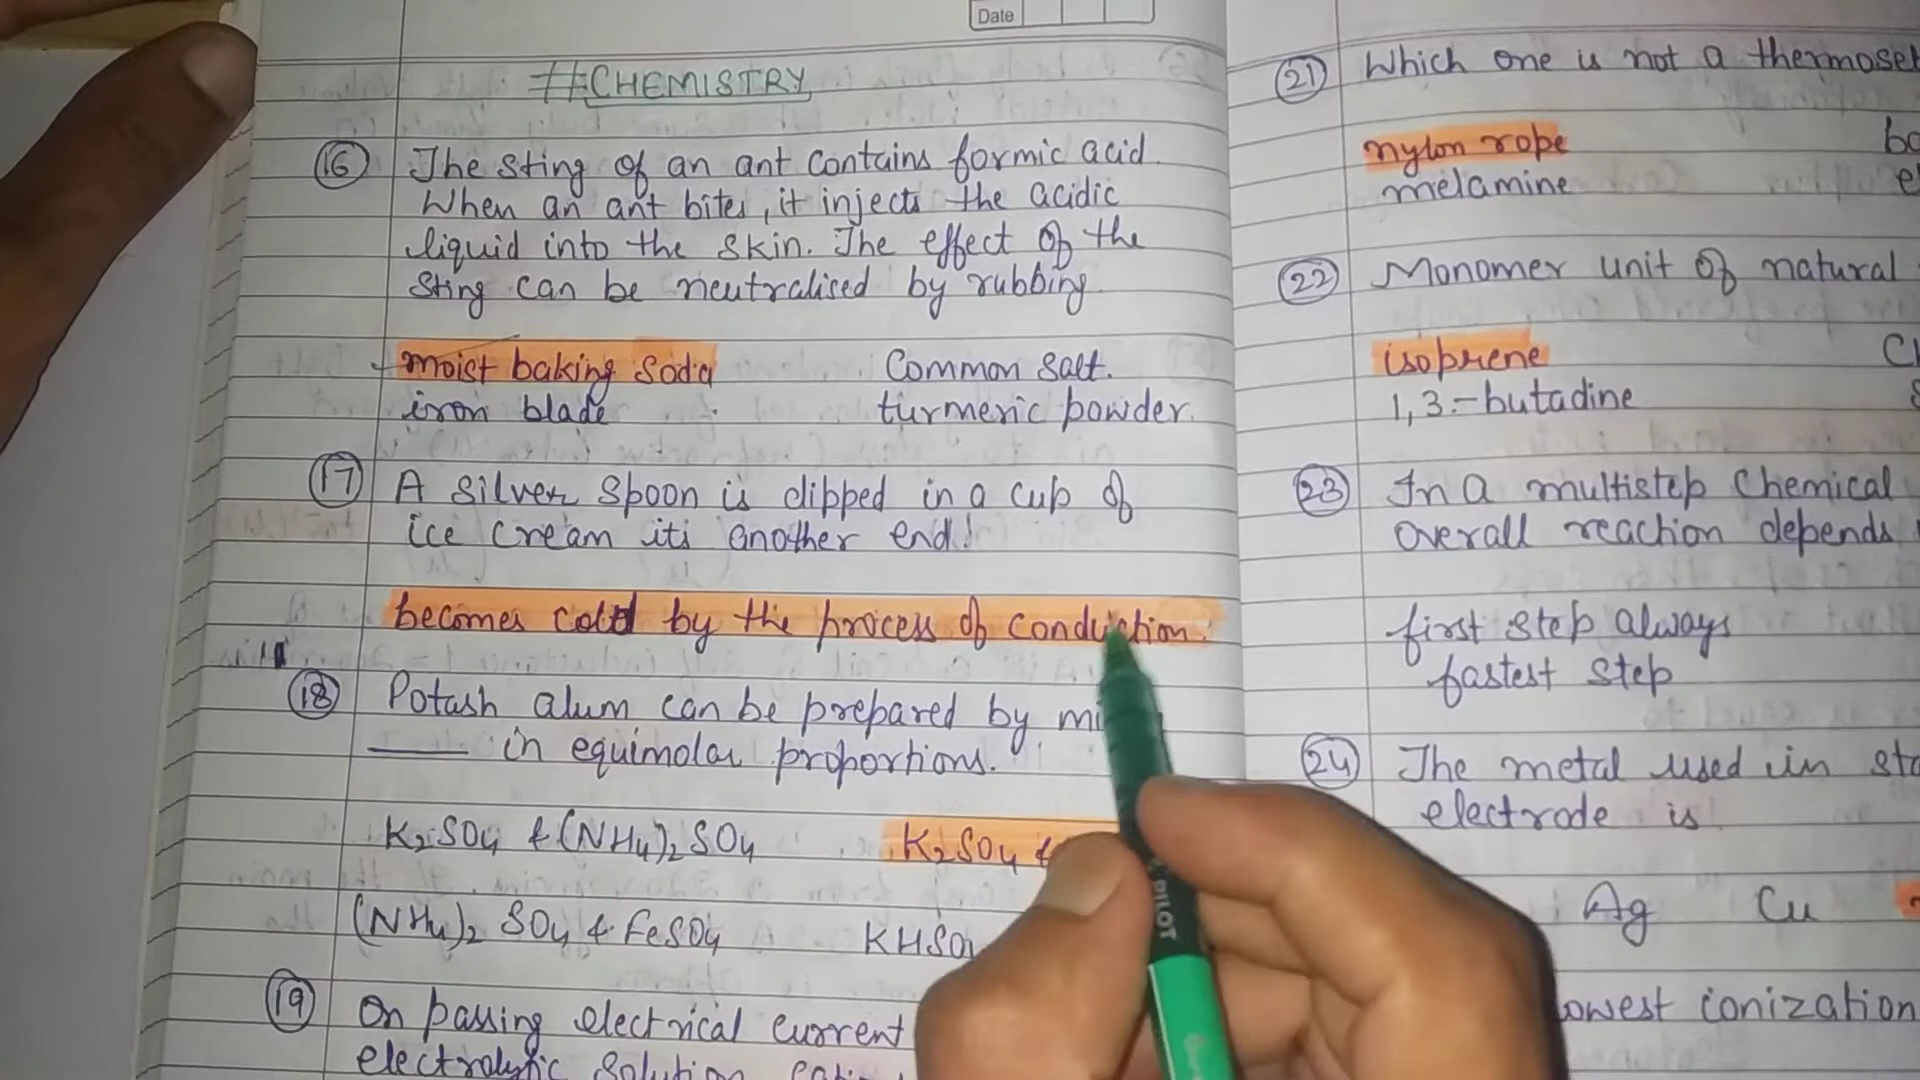 Date
#CHEMISTRY
16 The sting of an ant contains formic acid.
When an ant bites, it injects the acidic
liquid into the skin. The effect of the
sting can be neutralised by rubbing
moist baking soda Common salt.
iron blade turmeric powder.
17 A silver spoon is dipped in a cup of
ice cream its another end!
becomes cold by the process of conduction.
18 Potash alum can be prepared by
____ in equimolar proportions.
K2SO4 & (NH4)2 SO4 K2SO4 &
(NH4)2 SO4 & FeSO4
19 On passing electrical current
electrolytic solution
21 Which one is not a
nylon rope
melamine
22 Monomer unit of natural
isoprene
1,3-butadine
23 In a multistep chemical
overall reaction depends
first step always
fastest step
24 The metal used in
electrode is
Ag Cu
ionization
PILOT